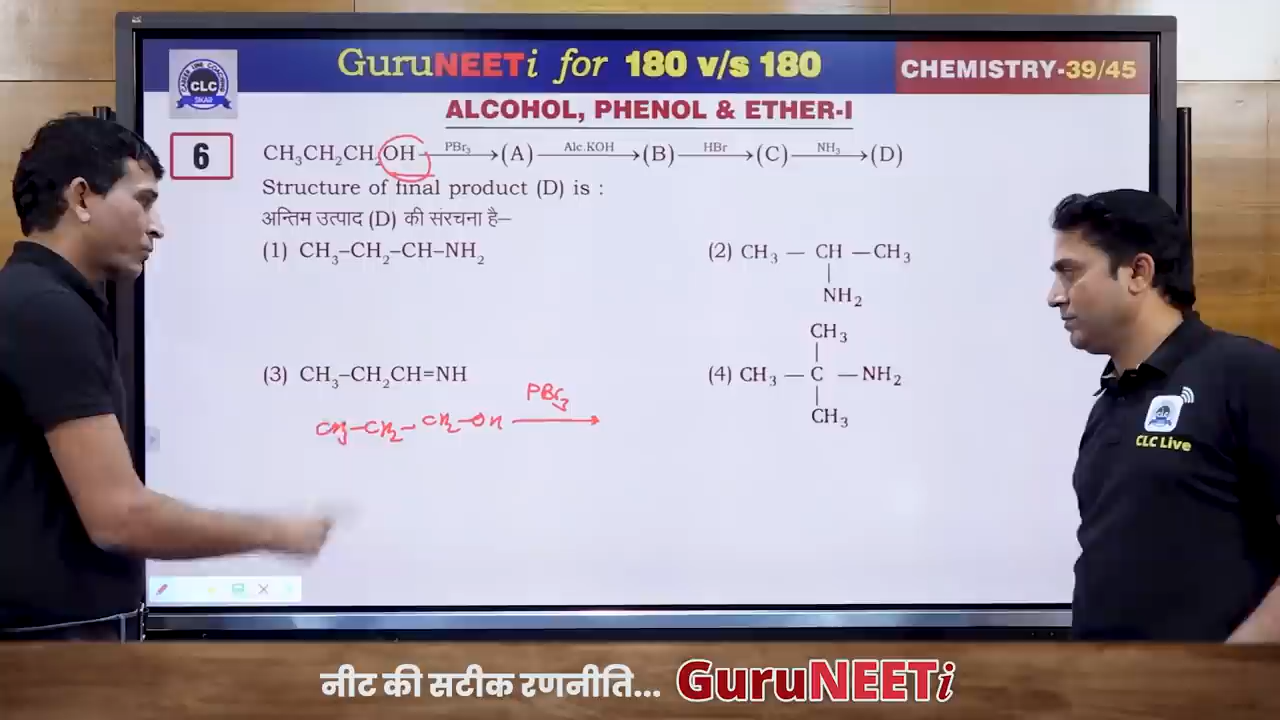 GuruNEETi for 180 v/s 180
CHEMISTRY-39/45
CLC
SIKAR
ALCOHOL, PHENOL & ETHER-I
6
CH₃CH₂CH₂OH —PBr₃→ (A) —Alc.KOH→ (B) —HBr→ (C) —NH₃→ (D)
Structure of final product (D) is :
अन्तिम उत्पाद (D) की संरचना है–
(1) CH₃–CH₂–CH–NH₂
(2) CH₃ — CH — CH₃
|
NH₂
(3) CH₃–CH₂CH=NH
CH₃
|
(4) CH₃ — C — NH₂
|
CH₃
PBr₃
CH₃–CH₂–CH₂–OH →
clc
CLC Live
नीट की सटीक रणनीति... GuruNEETi